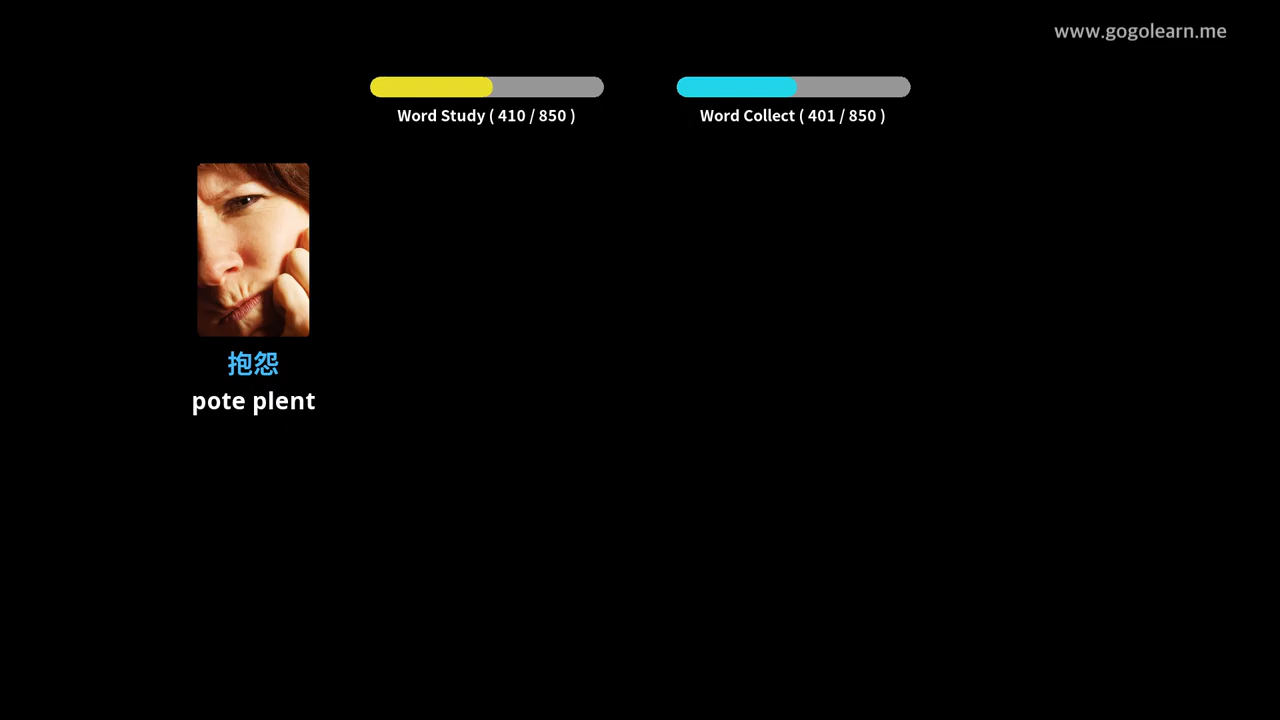 www.gogolearn.me
Word Study ( 410 / 850 )
Word Collect ( 401 / 850 )
抱怨
pote plent